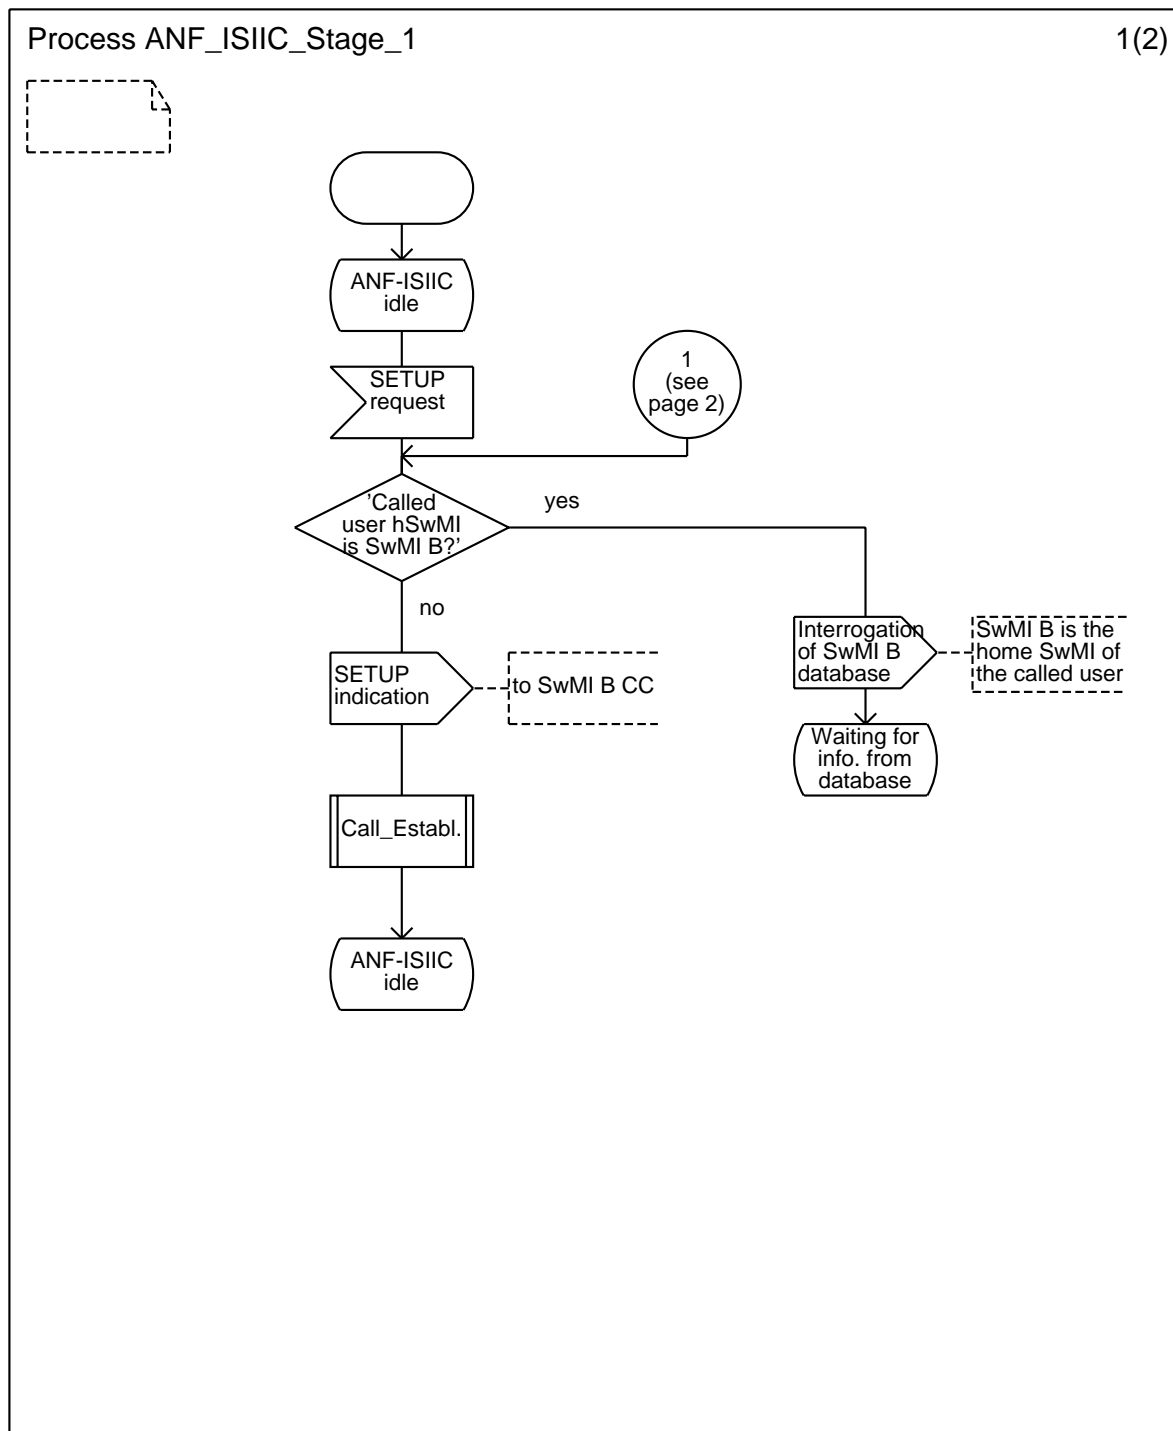 Process ANF_ISIIC_Stage_1
1(2)
ANF-ISIIC
idle
SETUP
request
1
(see
page 2)
'Called
user hSwMI
is SwMI B?'
yes
no
Interrogation
of SwMI B
database
SwMI B is the
home SwMI of
the called user
SETUP
indication
to SwMI B CC
Waiting for
info. from
database
Call_Establ.
ANF-ISIIC
idle